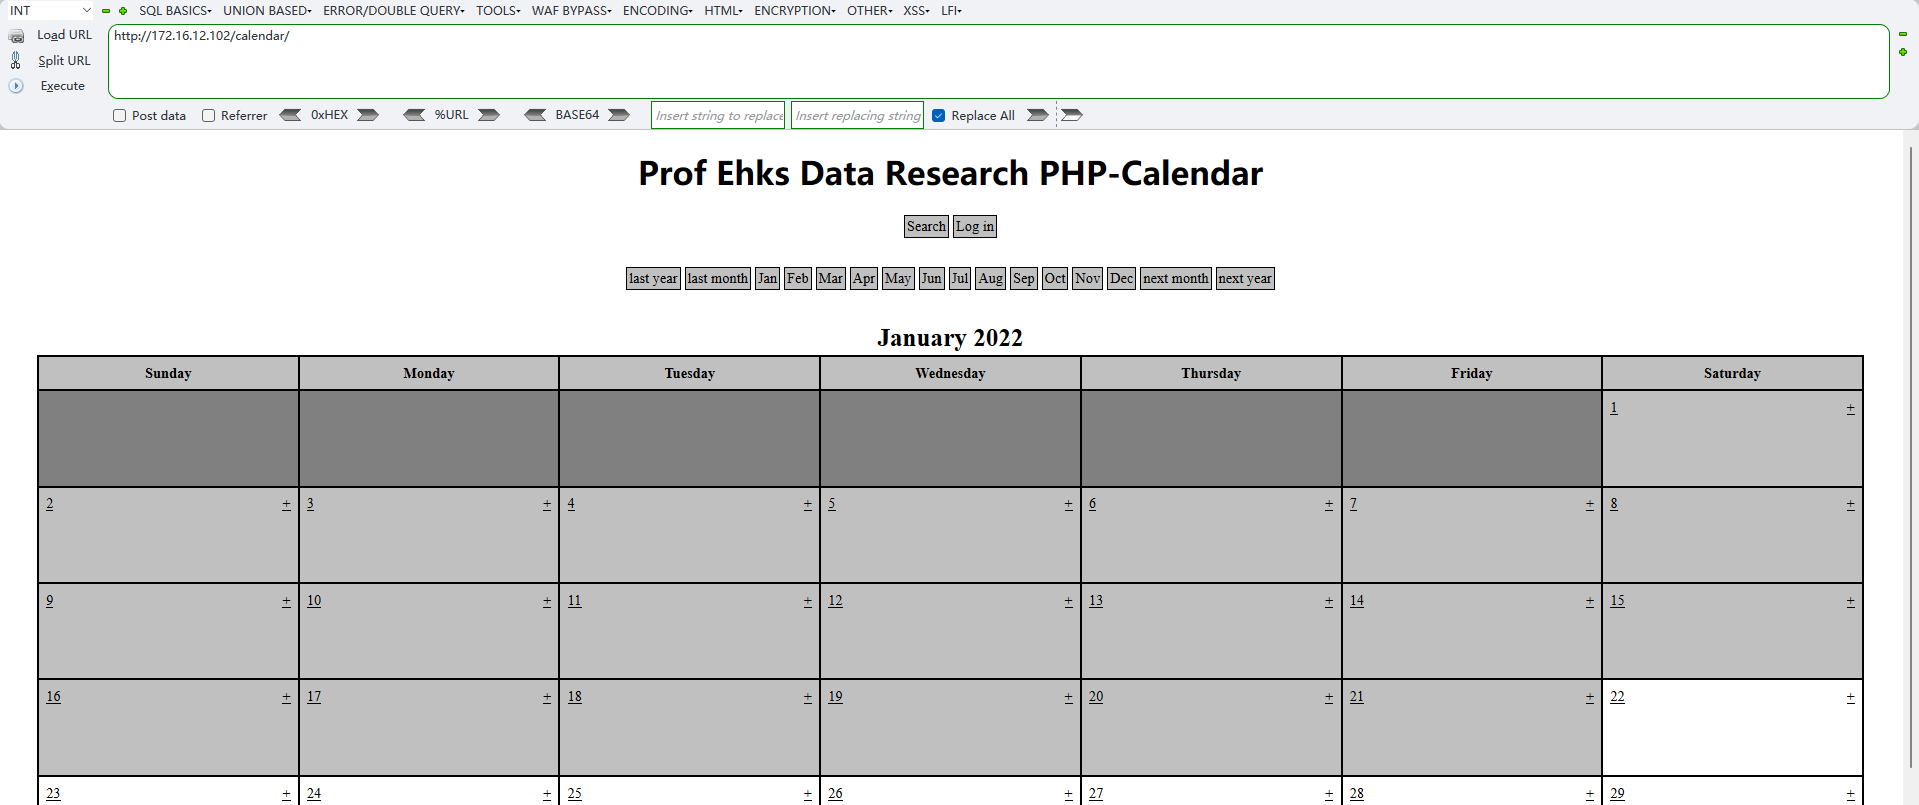 INT SQL BASICS UNION BASED ERROR/DOUBLE QUERY TOOLS WAF BYPASS ENCODING HTML ENCRYPTION OTHER XSS LFI
Load URL http://172.16.12.102/calendar/
Split URL
Execute
Post data Referrer 0xHEX %URL BASE64 Insert string to replace Insert replacing string Replace All
Prof Ehks Data Research PHP-Calendar
Search Log in
last year last month Jan Feb Mar Apr May Jun Jul Aug Sep Oct Nov Dec next month next year
January 2022
Sunday Monday Tuesday Wednesday Thursday Friday Saturday
1 +
2 + 3 + 4 + 5 + 6 + 7 + 8 +
9 + 10 + 11 + 12 + 13 + 14 + 15 +
16 + 17 + 18 + 19 + 20 + 21 + 22 +
23 + 24 + 25 + 26 + 27 + 28 + 29 +